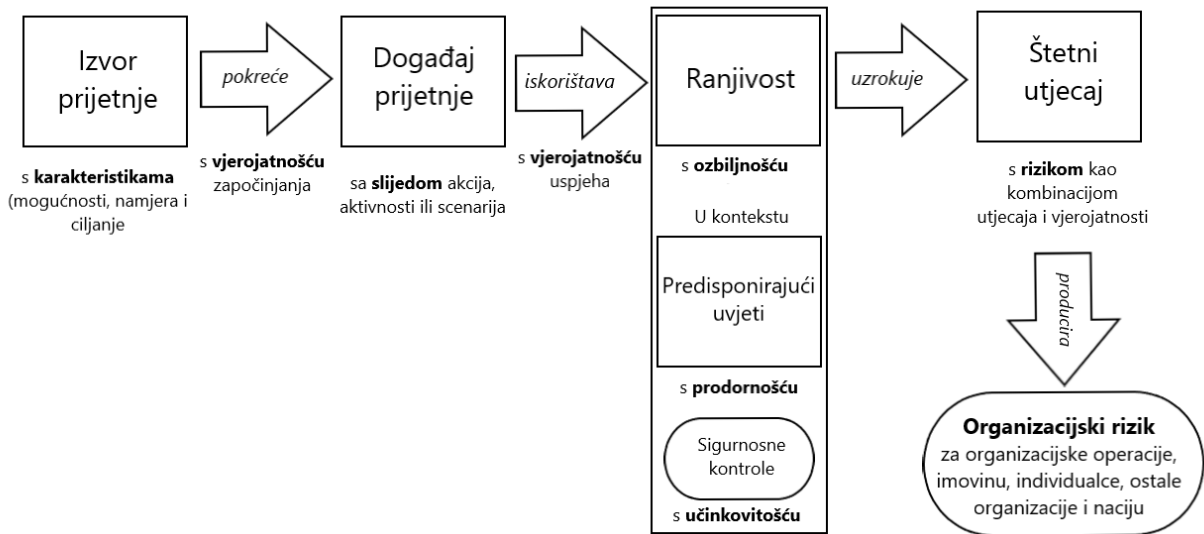 Izvor
prijetnje
s karakteristikama
(mogućnosti, namjera i
ciljanje
pokreće
s vjerojatnošću
započinjanja
Događaj
prijetnje
sa slijedom akcija,
aktivnosti ili scenarija
iskorištava
s vjerojatnošću
uspjeha
Ranjivost
s ozbiljnošću
U kontekstu
Predisponirajući
uvjeti
s prodornošću
Sigurnosne
kontrole
s učinkovitošću
uzrokuje
Štetni
utjecaj
s rizikom kao
kombinacijom
utjecaja i vjerojatnosti
producira
Organizacijski rizik
za organizacijske operacije,
imovinu, individualce, ostale
organizacije i naciju